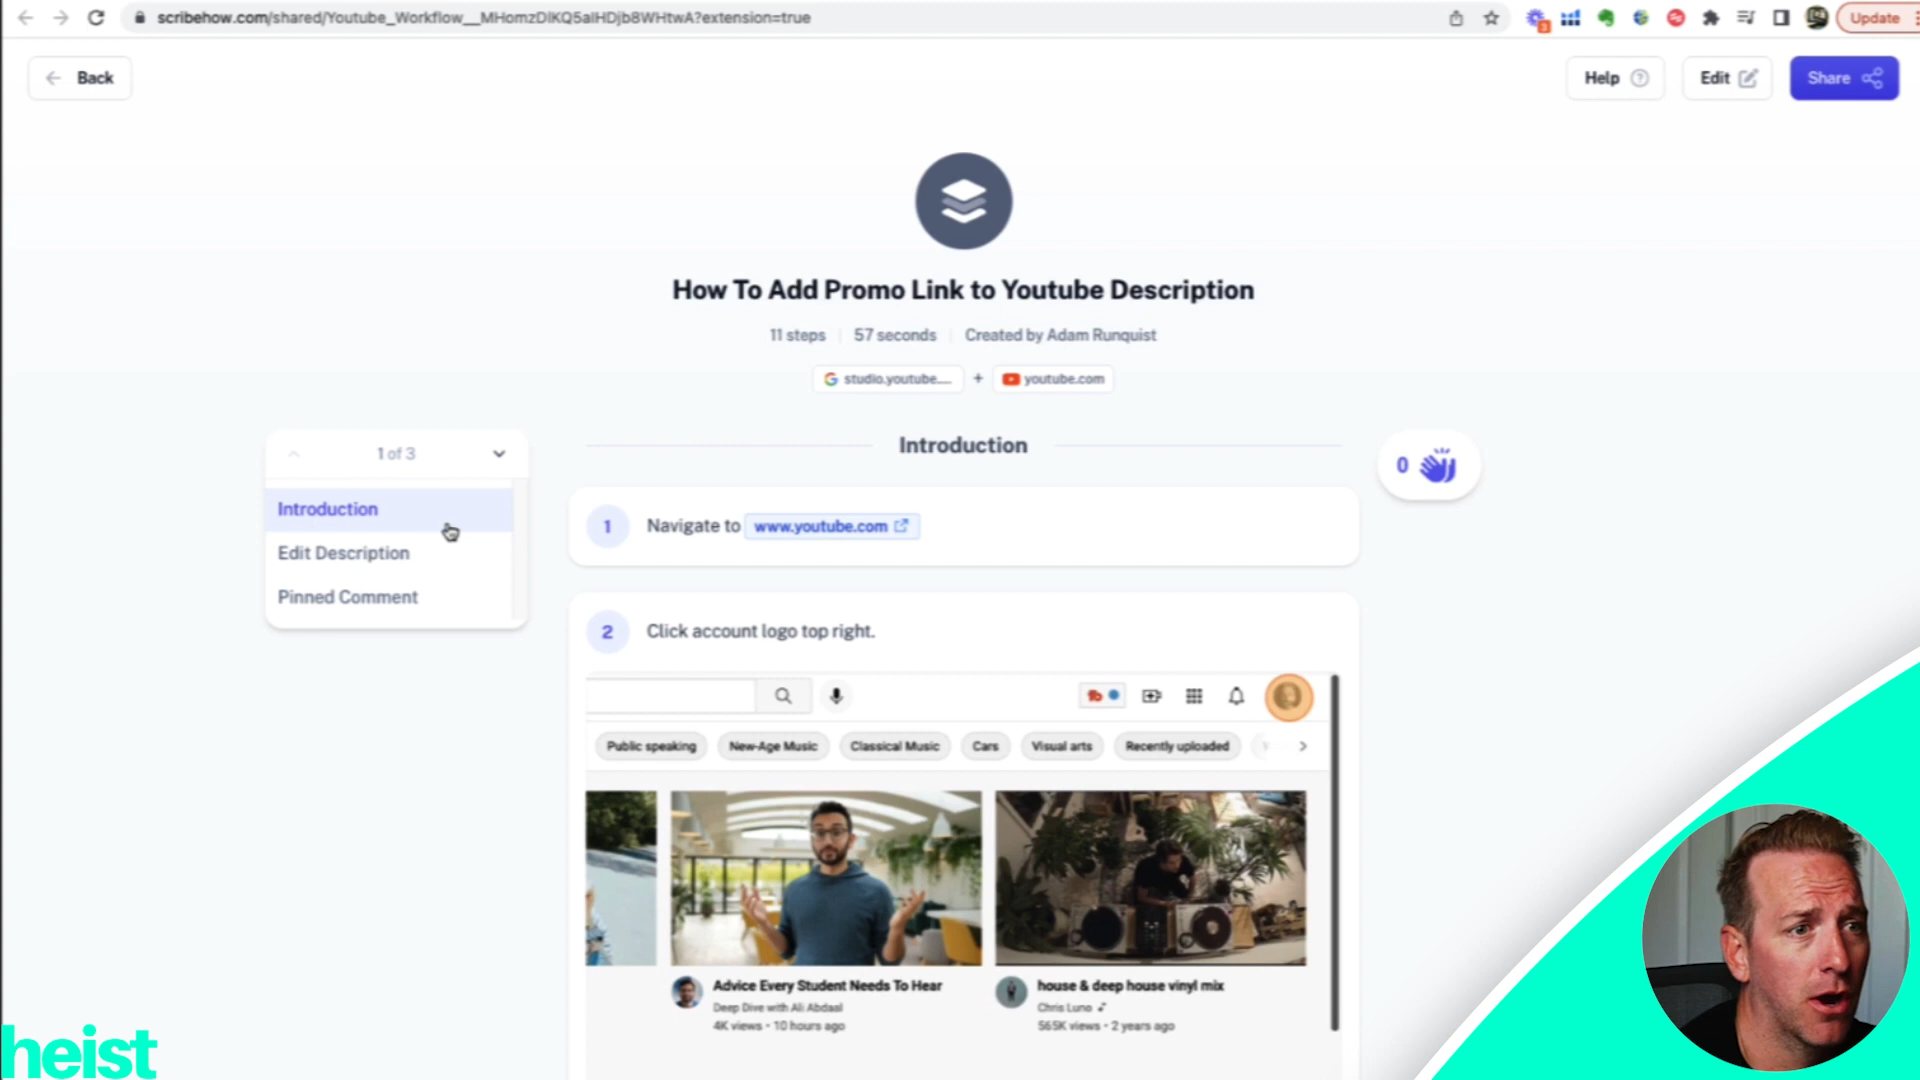 scribehow.com/shared/Youtube_Workflow__MHomzDlKQ5alHDjb8WHtwA?extension=true
Update
Back
Help
Edit
Share
How To Add Promo Link to Youtube Description
11 steps
57 seconds
Created by Adam Runquist
studio.youtube....
+
youtube.com
1 of 3
Introduction
Edit Description
Pinned Comment
Introduction
0
1
Navigate to www.youtube.com
2
Click account logo top right.
Public speaking
New-Age Music
Classical Music
Cars
Visual arts
Recently uploaded
Advice Every Student Needs To Hear
Deep Dive with Ali Abdaal
4K views • 10 hours ago
house & deep house vinyl mix
Chris Luno
565K views • 2 years ago
heist